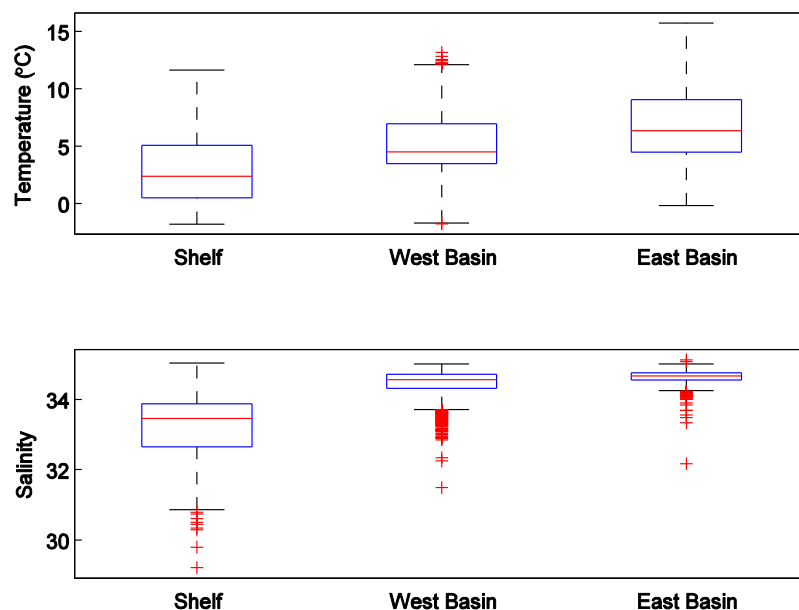 Temperature (ºC)
15
10
5
0
Shelf
West Basin
East Basin
Salinity
34
32
30
Shelf
West Basin
East Basin